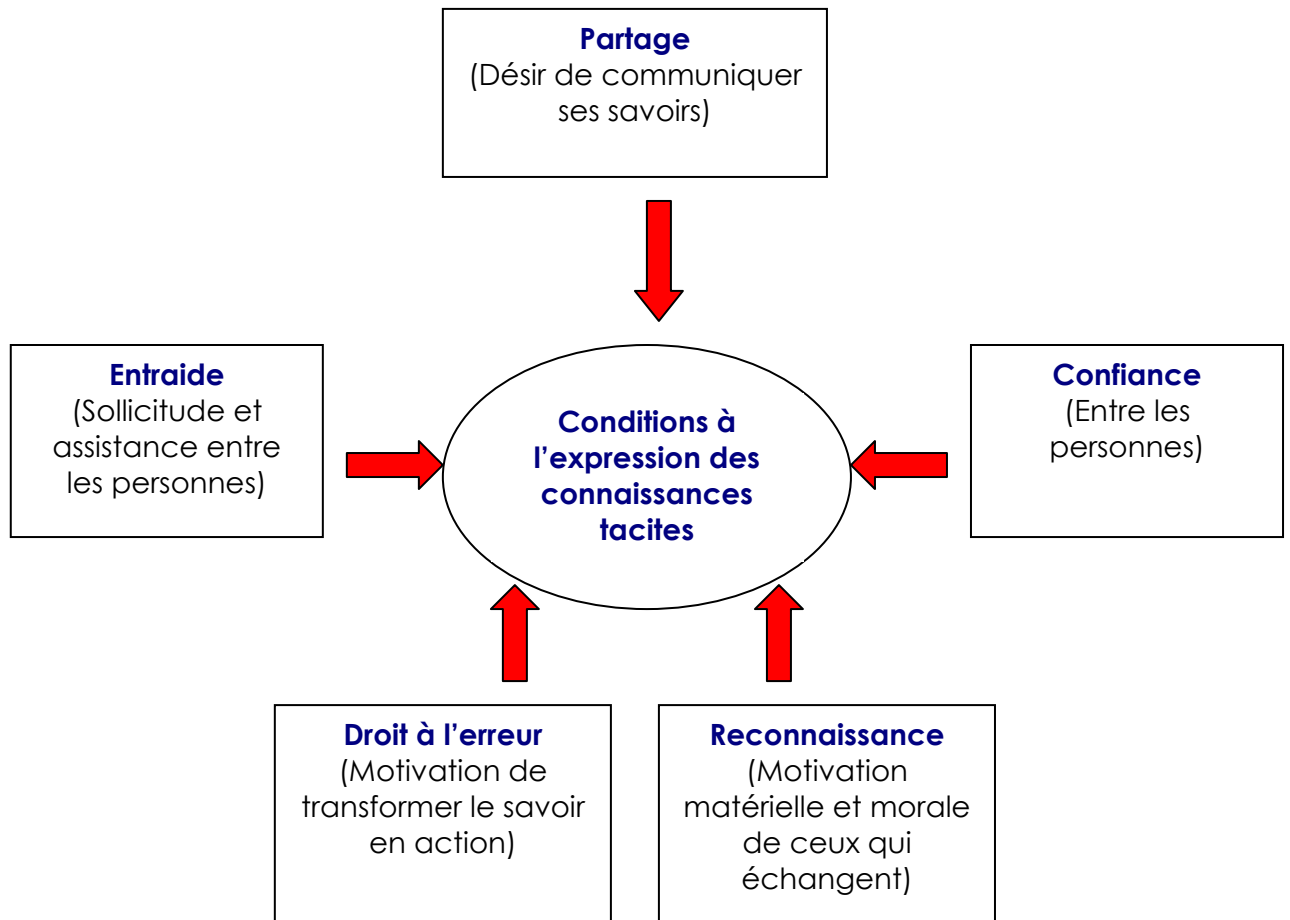 Partage
(Désir de communiquer
ses savoirs)
Entraide
(Sollicitude et
assistance entre
les personnes)
Conditions à
l’expression des
connaissances
tacites
Confiance
(Entre les
personnes)
Droit à l’erreur
(Motivation de
transformer le savoir
en action)
Reconnaissance
(Motivation
matérielle et morale
de ceux qui
échangent)